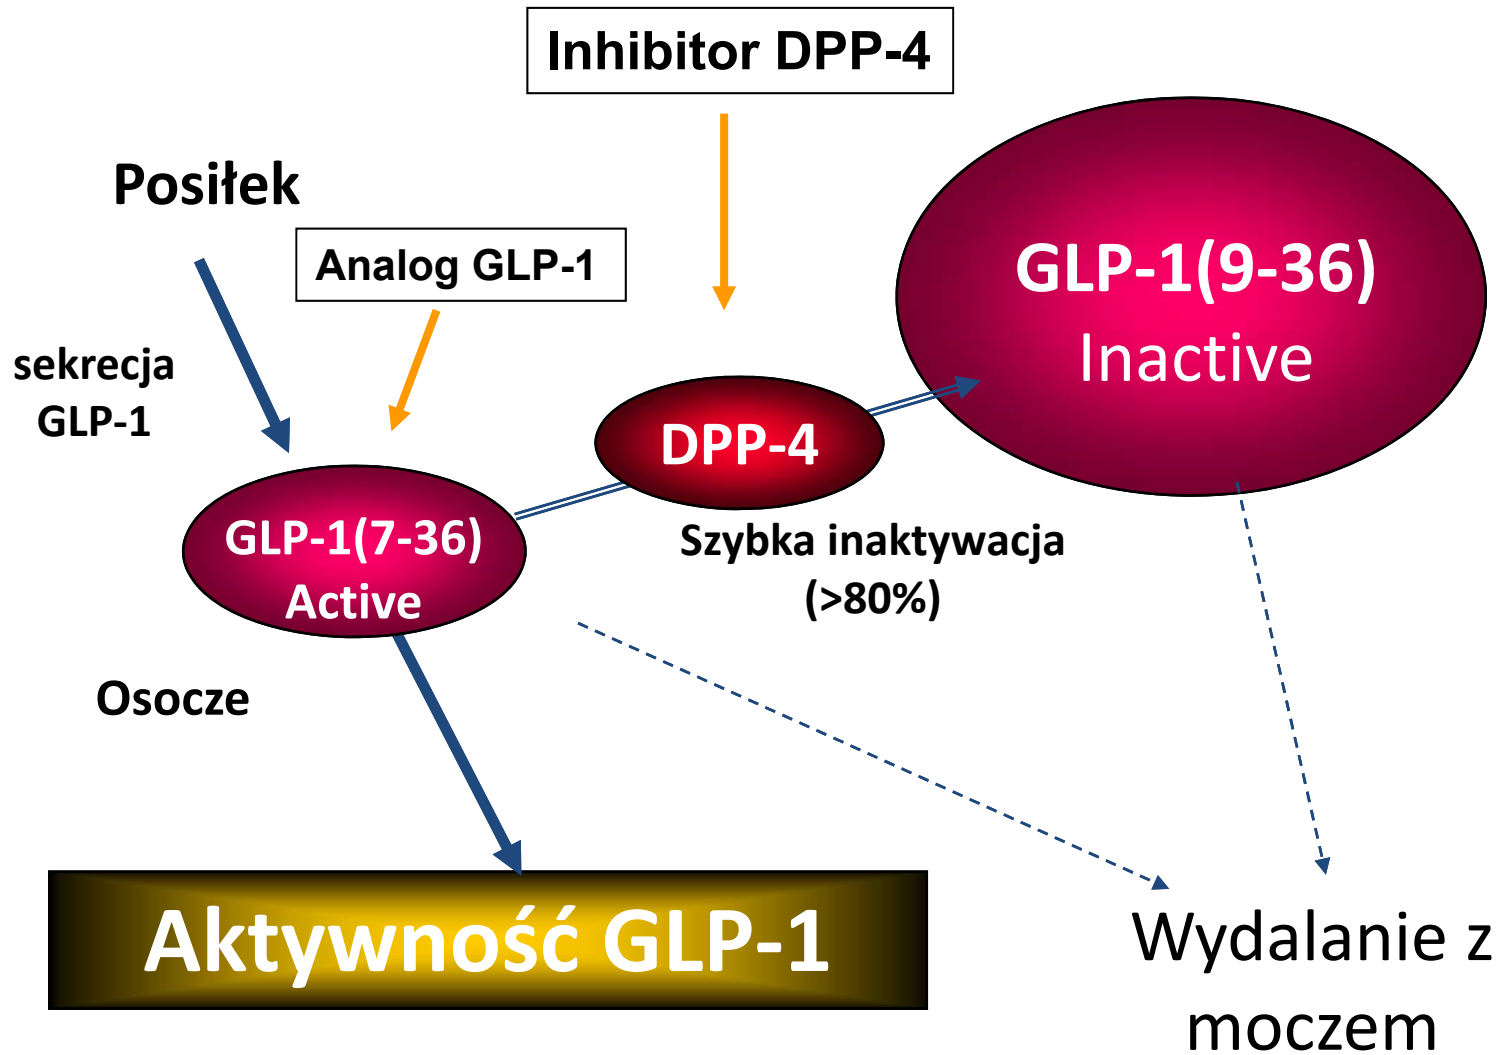 Inhibitor DPP-4
Posiłek
Analog GLP-1
GLP-1(9-36)
Inactive
sekrecja
GLP-1
DPP-4
GLP-1(7-36)
Active
Szybka inaktywacja
(>80%)
Osocze
Aktywność GLP-1
Wydalanie z
moczem